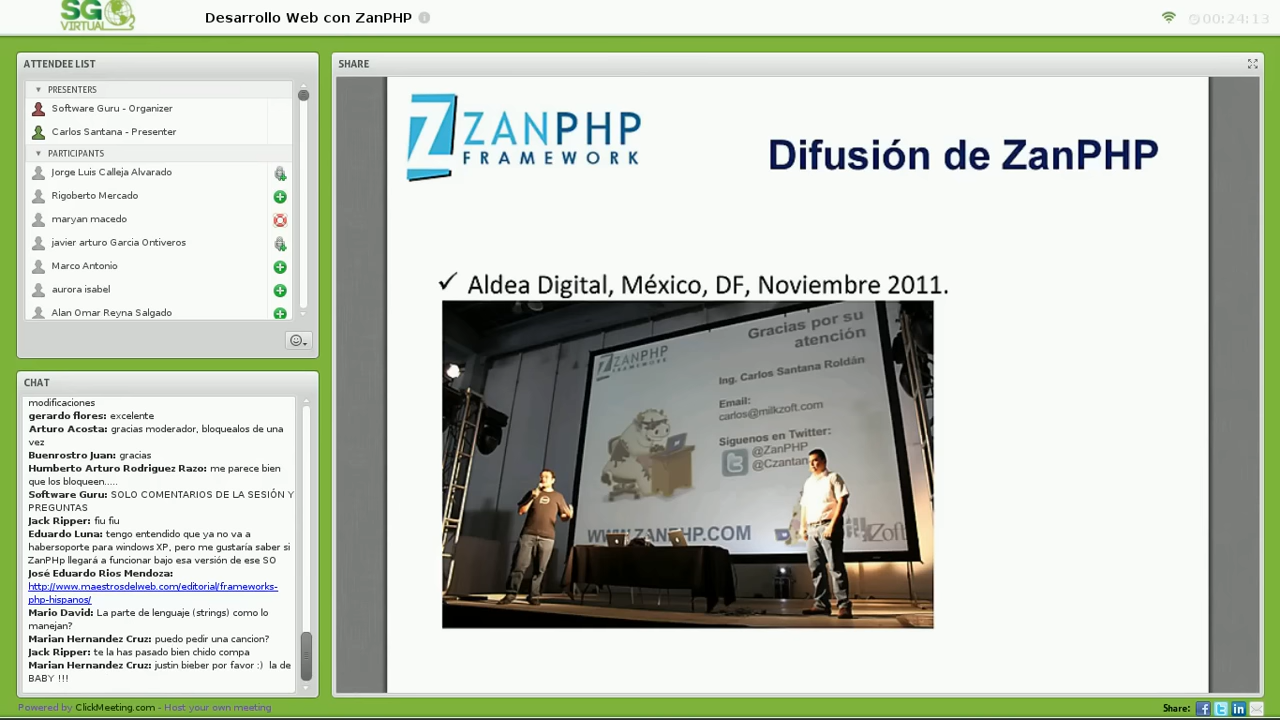 SG
VIRTUAL
Desarrollo Web con ZanPHP
00:24:13
ATTENDEE LIST
PRESENTERS
Software Guru - Organizer
Carlos Santana - Presenter
PARTICIPANTS
Jorge Luis Calleja Alvarado
Rigoberto Mercado
maryan macedo
javier arturo Garcia Ontiveros
Marco Antonio
aurora isabel
Alan Omar Reyna Salgado
CHAT
modificaciones
gerardo flores: excelente
Arturo Acosta: gracias moderador, bloquealos de una
vez
Buenrostro Juan: gracias
Humberto Arturo Rodriguez Razo: me parece bien
que los bloqueen.....
Software Guru: SOLO COMENTARIOS DE LA SESIÓN Y
PREGUNTAS
Jack Ripper: fiu fiu
Eduardo Luna: tengo entendido que ya no va a
habersoporte para windows XP, pero me gustaría saber si
ZanPHp llegará a funcionar bajo esa versión de ese SO
José Eduardo Rios Mendoza:
http://www.maestrosdelweb.com/editorial/frameworks-
php-hispanos/
Mario David: La parte de lenguaje (strings) como lo
manejan?
Marian Hernandez Cruz: puedo pedir una cancion?
Jack Ripper: te la has pasado bien chido compa
Marian Hernandez Cruz: justin bieber por favor :) la de
BABY !!!
SHARE
ZANPHP
FRAMEWORK
Difusión de ZanPHP
✓ Aldea Digital, México, DF, Noviembre 2011.
ZANPHP
FRAMEWORK
Gracias por su
atención
Ing. Carlos Santana Roldán
Email:
carlos@milkzoft.com
Síguenos en Twitter:
@ZanPHP
@Czantan
WWW.ZANPHP.COM
Powered by ClickMeeting.com - Host your own meeting
Share: